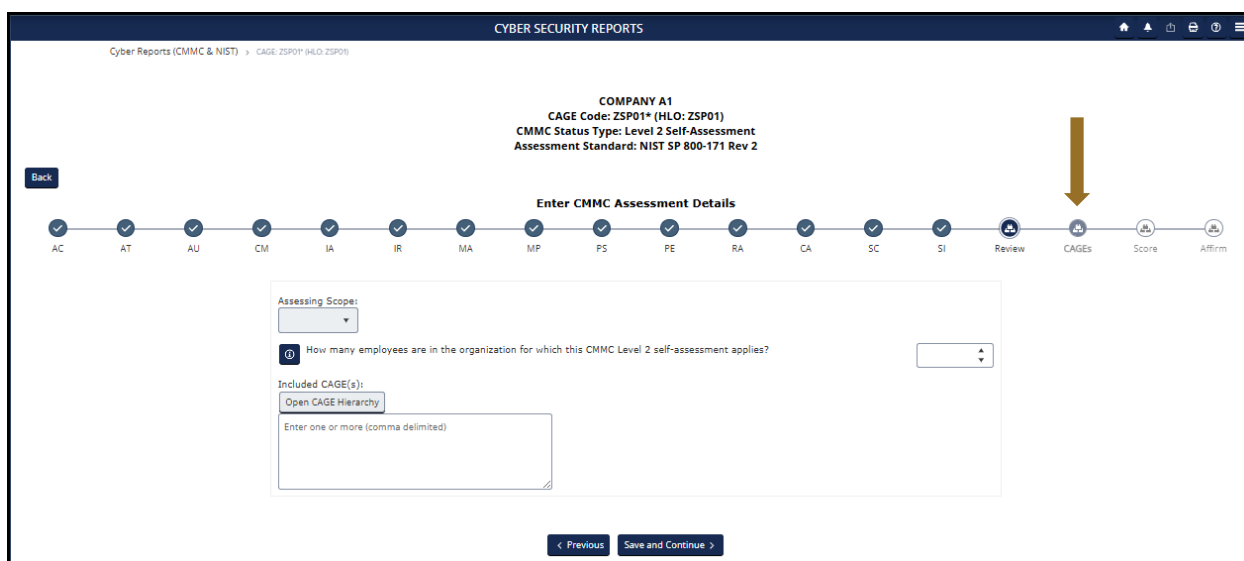 CYBER SECURITY REPORTS
Cyber Reports (CMMC & NIST) > CAGE: ZSP01* (HLO: ZSP01)
COMPANY A1
CAGE Code: ZSP01* (HLO: ZSP01)
CMMC Status Type: Level 2 Self-Assessment
Assessment Standard: NIST SP 800-171 Rev 2
Back
Enter CMMC Assessment Details
AC AT AU CM IA IR MA MP PS PE RA CA SC SI Review CAGEs Score Affirm
Assessing Scope:
How many employees are in the organization for which this CMMC Level 2 self-assessment applies?
Included CAGE(s):
Open CAGE Hierarchy
Enter one or more (comma delimited)
< Previous Save and Continue >